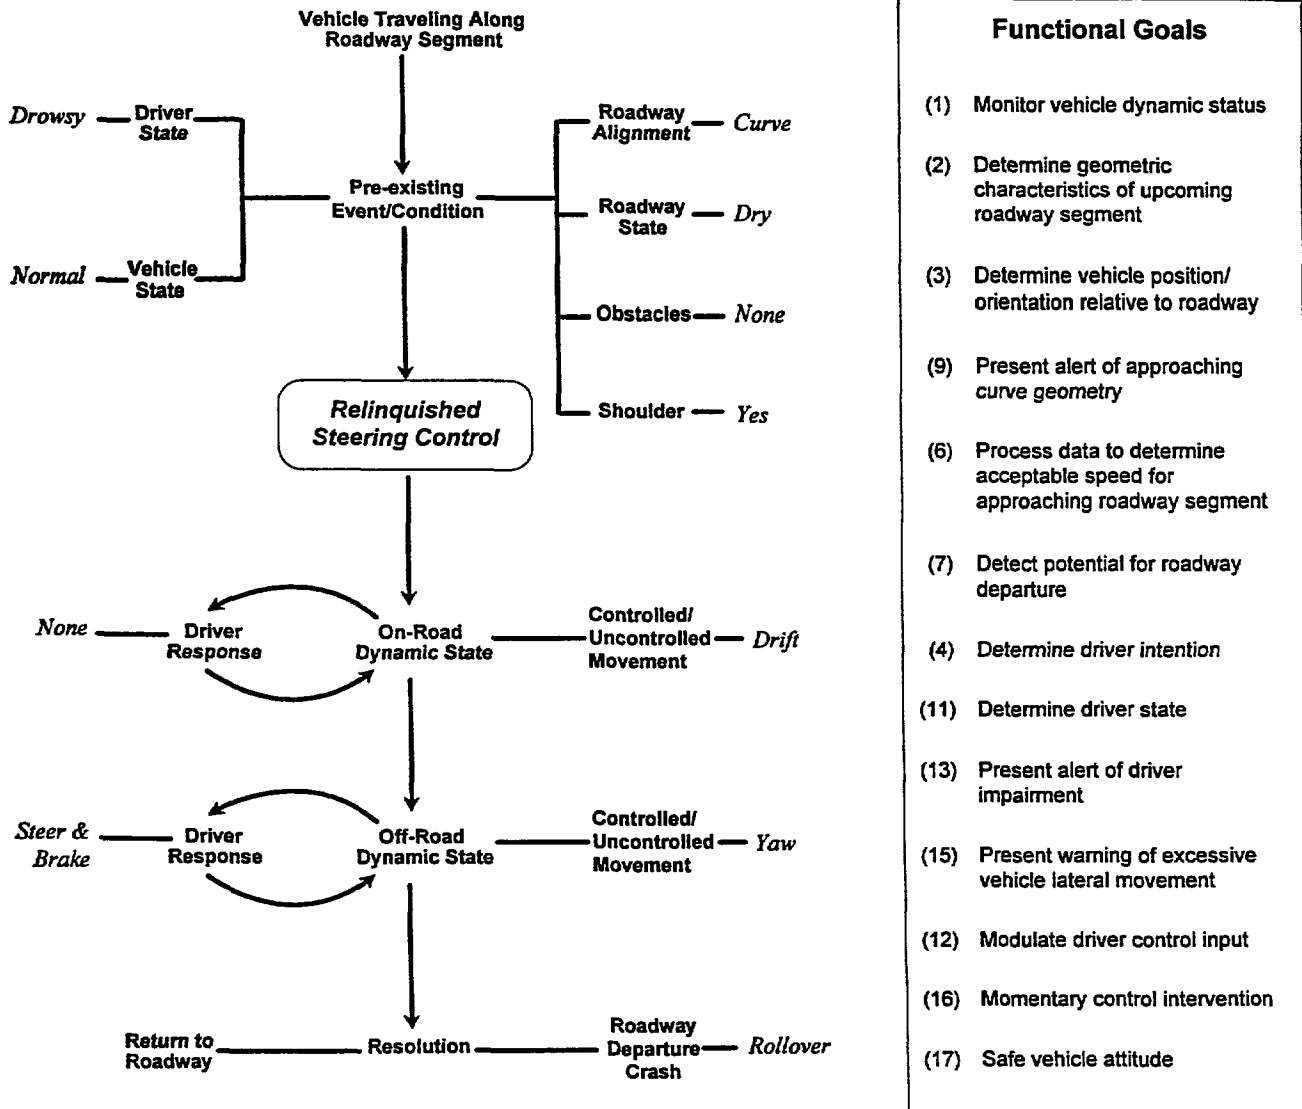 Vehicle Traveling Along
Roadway Segment
Drowsy
Driver
State
Normal
Vehicle
State
Pre-existing
Event/Condition
Roadway
Alignment
Curve
Roadway
State
Dry
Obstacles
None
Shoulder
Yes
Relinquished
Steering Control
None
Driver
Response
On-Road
Dynamic State
Controlled/
Uncontrolled
Movement
Drift
Steer &
Brake
Driver
Response
Off-Road
Dynamic State
Controlled/
Uncontrolled
Movement
Yaw
Return to
Roadway
Resolution
Roadway
Departure
Crash
Rollover
Functional Goals
(1) Monitor vehicle dynamic status
(2) Determine geometric
characteristics of upcoming
roadway segment
(3) Determine vehicle position/
orientation relative to roadway
(9) Present alert of approaching
curve geometry
(6) Process data to determine
acceptable speed for
approaching roadway segment
(7) Detect potential for roadway
departure
(4) Determine driver intention
(11) Determine driver state
(13) Present alert of driver
impairment
(15) Present warning of excessive
vehicle lateral movement
(12) Modulate driver control input
(16) Momentary control intervention
(17) Safe vehicle attitude